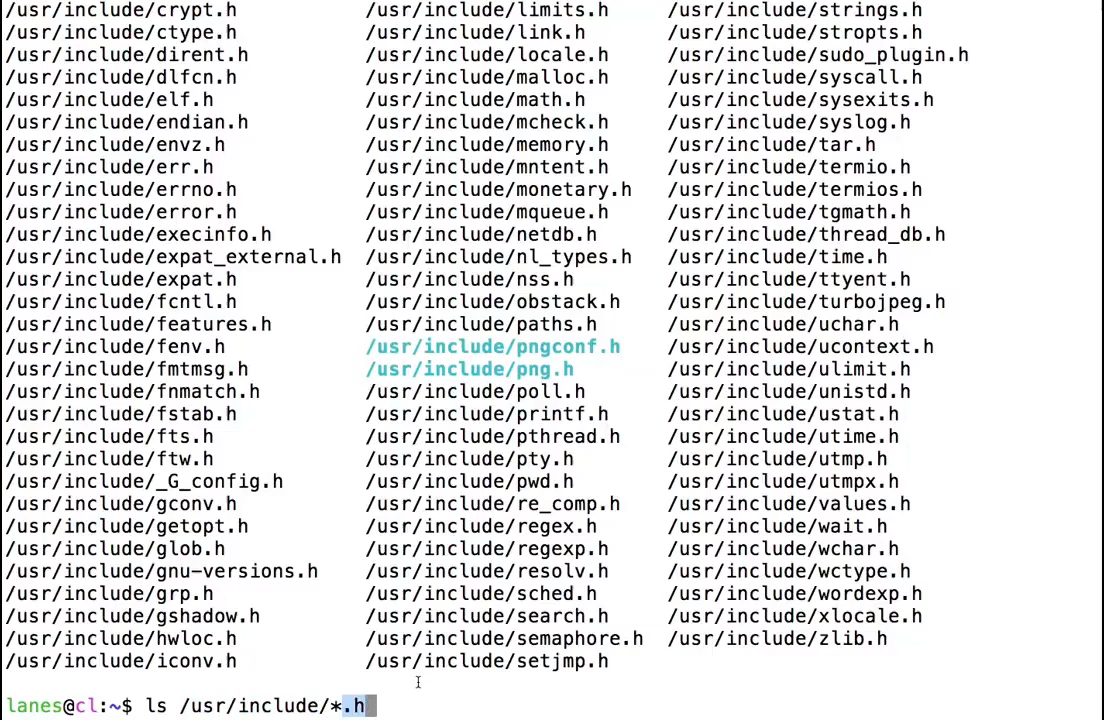 /usr/include/crypt.h /usr/include/limits.h /usr/include/strings.h
/usr/include/ctype.h /usr/include/link.h /usr/include/stropts.h
/usr/include/dirent.h /usr/include/locale.h /usr/include/sudo_plugin.h
/usr/include/dlfcn.h /usr/include/malloc.h /usr/include/syscall.h
/usr/include/elf.h /usr/include/math.h /usr/include/sysexits.h
/usr/include/endian.h /usr/include/mcheck.h /usr/include/syslog.h
/usr/include/envz.h /usr/include/memory.h /usr/include/tar.h
/usr/include/err.h /usr/include/mntent.h /usr/include/termio.h
/usr/include/errno.h /usr/include/monetary.h /usr/include/termios.h
/usr/include/error.h /usr/include/mqueue.h /usr/include/tgmath.h
/usr/include/execinfo.h /usr/include/netdb.h /usr/include/thread_db.h
/usr/include/expat_external.h /usr/include/nl_types.h /usr/include/time.h
/usr/include/expat.h /usr/include/nss.h /usr/include/ttyent.h
/usr/include/fcntl.h /usr/include/obstack.h /usr/include/turbojpeg.h
/usr/include/features.h /usr/include/paths.h /usr/include/uchar.h
/usr/include/fenv.h /usr/include/pngconf.h /usr/include/ucontext.h
/usr/include/fmtmsg.h /usr/include/png.h /usr/include/ulimit.h
/usr/include/fnmatch.h /usr/include/poll.h /usr/include/unistd.h
/usr/include/fstab.h /usr/include/printf.h /usr/include/ustat.h
/usr/include/fts.h /usr/include/pthread.h /usr/include/utime.h
/usr/include/ftw.h /usr/include/pty.h /usr/include/utmp.h
/usr/include/_G_config.h /usr/include/pwd.h /usr/include/utmpx.h
/usr/include/gconv.h /usr/include/re_comp.h /usr/include/values.h
/usr/include/getopt.h /usr/include/regex.h /usr/include/wait.h
/usr/include/glob.h /usr/include/regexp.h /usr/include/wchar.h
/usr/include/gnu-versions.h /usr/include/resolv.h /usr/include/wctype.h
/usr/include/grp.h /usr/include/sched.h /usr/include/wordexp.h
/usr/include/gshadow.h /usr/include/search.h /usr/include/xlocale.h
/usr/include/hwloc.h /usr/include/semaphore.h /usr/include/zlib.h
/usr/include/iconv.h /usr/include/setjmp.h
lanes@cl:~$ ls /usr/include/*.h